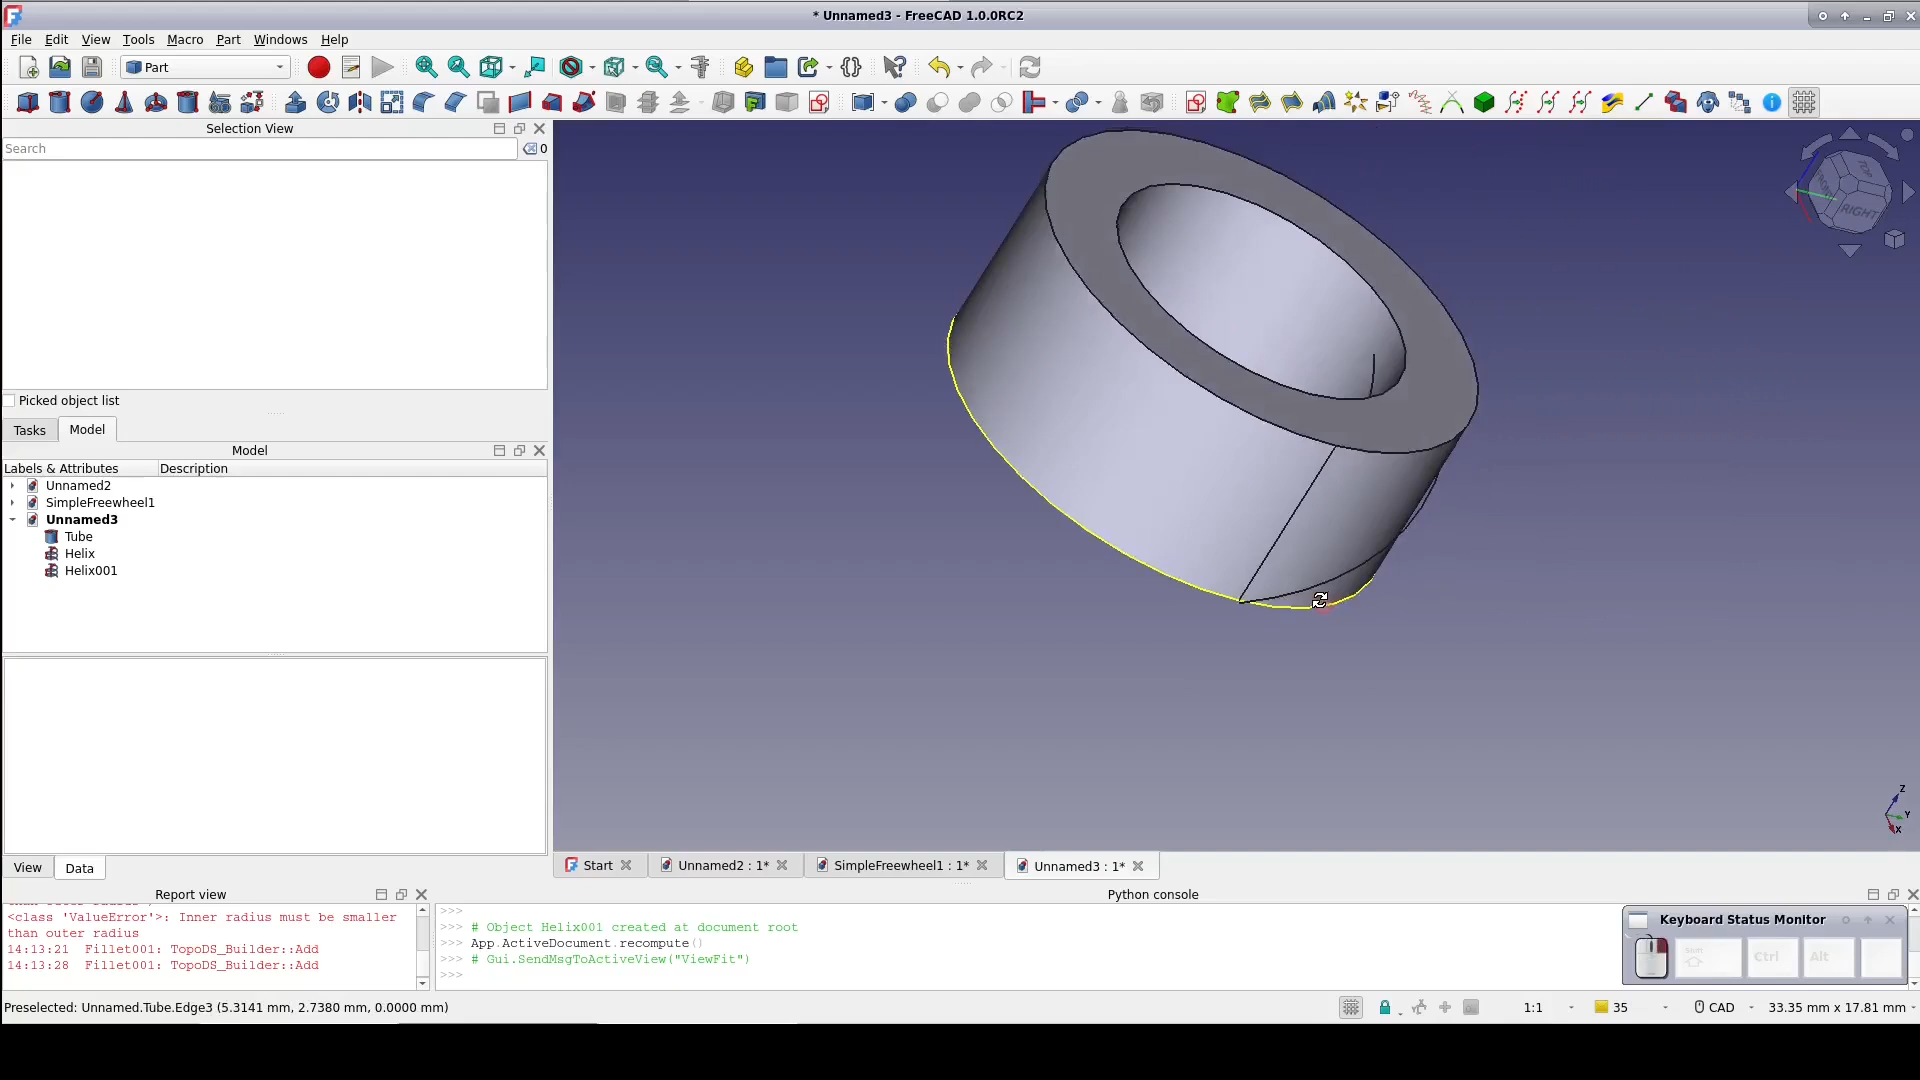 * Unnamed3 - FreeCAD 1.0.0RC2
File Edit View Tools Macro Part Windows Help
Part
Selection View
Search
0
Picked object list
Tasks Model
Model
Labels & Attributes Description
Unnamed2
SimpleFreewheel1
Unnamed3
Tube
Helix
Helix001
View Data
TOP
RIGHT
Z
Y
X
Start Unnamed2 : 1* SimpleFreewheel1 : 1* Unnamed3 : 1*
Report view
<class 'ValueError'>: Inner radius must be smaller
than outer radius
14:13:21 Fillet001: TopoDS_Builder::Add
14:13:28 Fillet001: TopoDS_Builder::Add
Python console
>>>
>>> # Object Helix001 created at document root
>>> App.ActiveDocument.recompute()
>>> # Gui.SendMsgToActiveView("ViewFit")
>>>
Keyboard Status Monitor
Start
Ctrl
Alt
Preselected: Unnamed.Tube.Edge3 (5.3141 mm, 2.7380 mm, 0.0000 mm)
1:1
35
CAD
33.35 mm x 17.81 mm